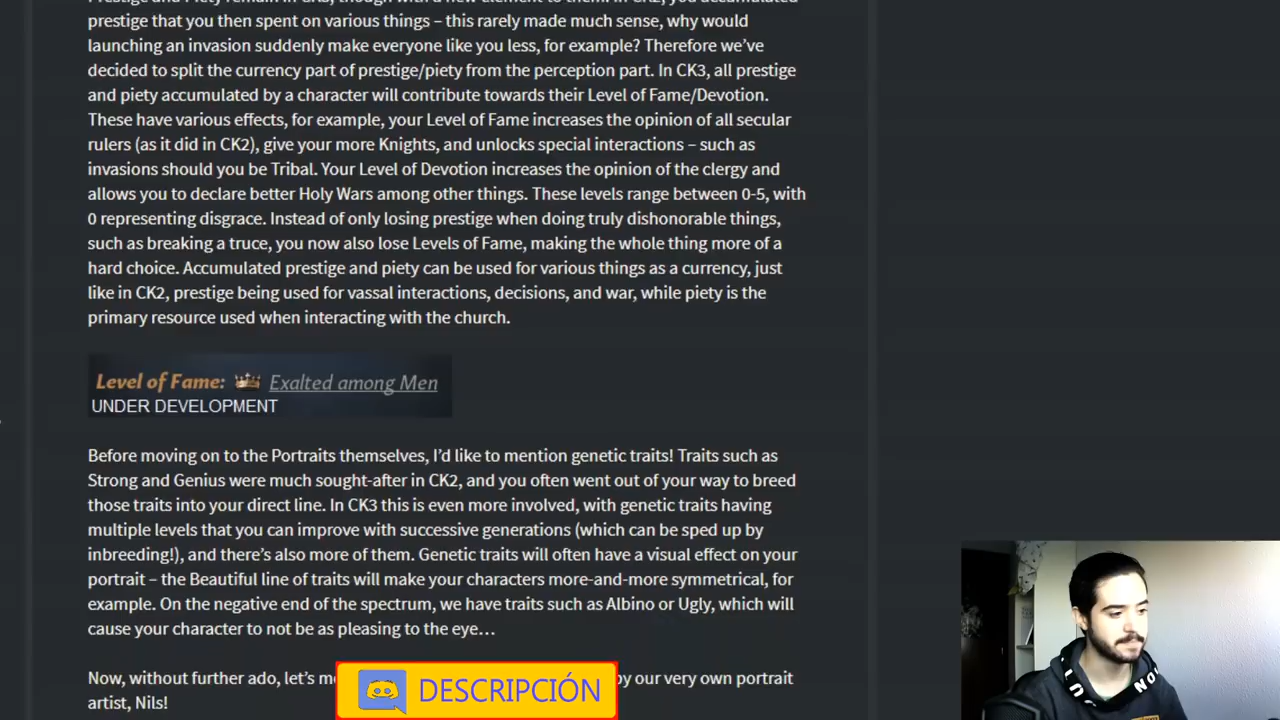 Prestige and Piety remain in CK3, though with a new element to them. In CK2, you accumulated
prestige that you then spent on various things – this rarely made much sense, why would
launching an invasion suddenly make everyone like you less, for example? Therefore we've
decided to split the currency part of prestige/piety from the perception part. In CK3, all prestige
and piety accumulated by a character will contribute towards their Level of Fame/Devotion.
These have various effects, for example, your Level of Fame increases the opinion of all secular
rulers (as it did in CK2), give your more Knights, and unlocks special interactions – such as
invasions should you be Tribal. Your Level of Devotion increases the opinion of the clergy and
allows you to declare better Holy Wars among other things. These levels range between 0-5, with
0 representing disgrace. Instead of only losing prestige when doing truly dishonorable things,
such as breaking a truce, you now also lose Levels of Fame, making the whole thing more of a
hard choice. Accumulated prestige and piety can be used for various things as a currency, just
like in CK2, prestige being used for vassal interactions, decisions, and war, while piety is the
primary resource used when interacting with the church.
Level of Fame: Exalted among Men
UNDER DEVELOPMENT
Before moving on to the Portraits themselves, I'd like to mention genetic traits! Traits such as
Strong and Genius were much sought-after in CK2, and you often went out of your way to breed
those traits into your direct line. In CK3 this is even more involved, with genetic traits having
multiple levels that you can improve with successive generations (which can be sped up by
inbreeding!), and there's also more of them. Genetic traits will often have a visual effect on your
portrait – the Beautiful line of traits will make your characters more-and-more symmetrical, for
example. On the negative end of the spectrum, we have traits such as Albino or Ugly, which will
cause your character to not be as pleasing to the eye…
Now, without further ado, let's m by our very own portrait
artist, Nils!
DESCRIPCIÓN